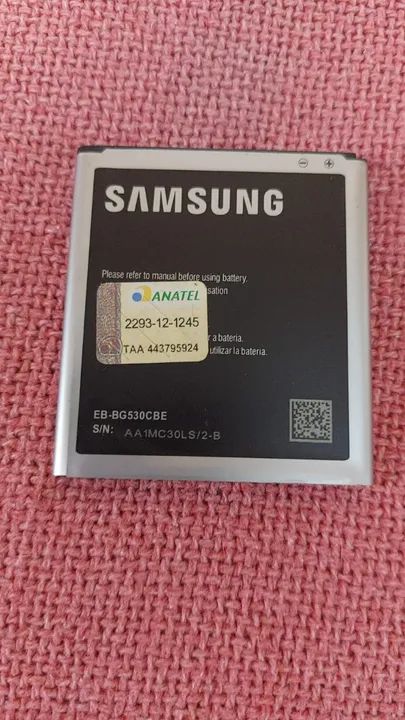 SAMSUNG
Please refer to manual before using battery.
sation
ANATEL
2293-12-1245
r a bateria.
TAA 443795924
utilizar la batería.
EB-BG530CBE
S/N: AA1MC30LS/2-B